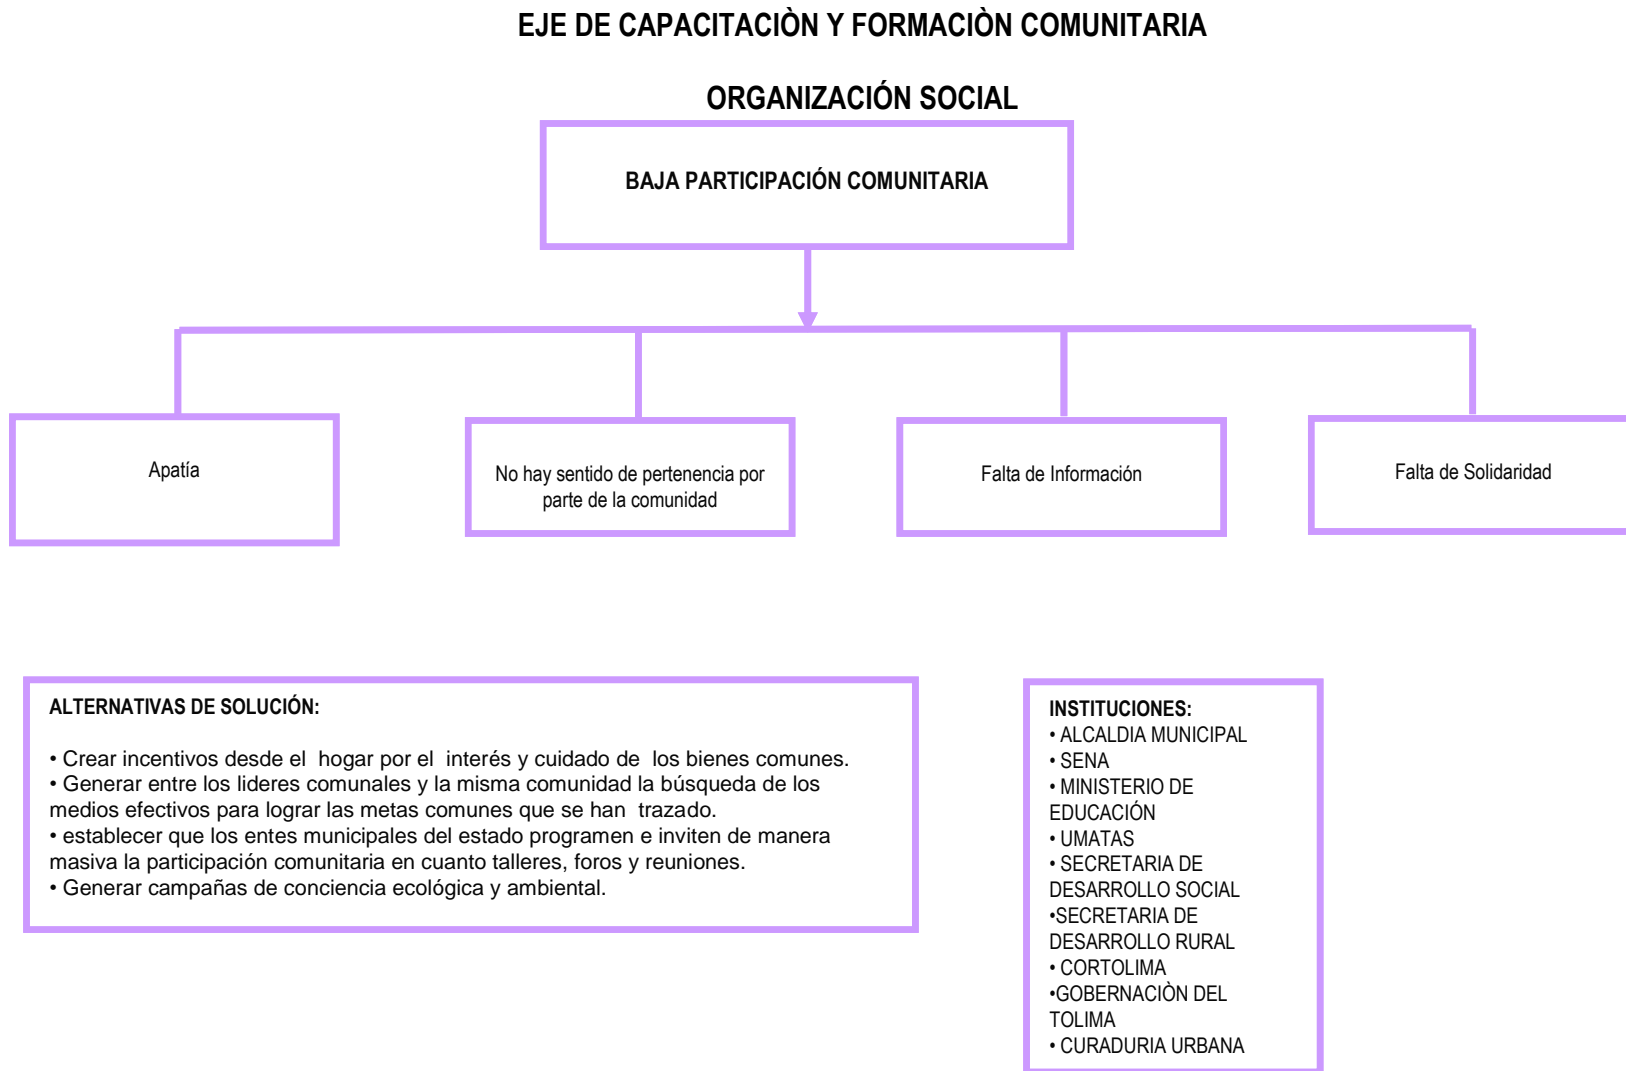 EJE DE CAPACITACIÒN Y FORMACIÒN COMUNITARIA
ORGANIZACIÓN SOCIAL
BAJA PARTICIPACIÓN COMUNITARIA
Apatía
No hay sentido de pertenencia por
parte de la comunidad
Falta de Información
Falta de Solidaridad
ALTERNATIVAS DE SOLUCIÓN:
• Crear incentivos desde el hogar por el interés y cuidado de los bienes comunes.
• Generar entre los lideres comunales y la misma comunidad la búsqueda de los
medios efectivos para lograr las metas comunes que se han trazado.
• establecer que los entes municipales del estado programen e inviten de manera
masiva la participación comunitaria en cuanto talleres, foros y reuniones.
• Generar campañas de conciencia ecológica y ambiental.
INSTITUCIONES:
• ALCALDIA MUNICIPAL
• SENA
• MINISTERIO DE
EDUCACIÓN
• UMATAS
• SECRETARIA DE
DESARROLLO SOCIAL
•SECRETARIA DE
DESARROLLO RURAL
• CORTOLIMA
•GOBERNACIÒN DEL
TOLIMA
• CURADURIA URBANA